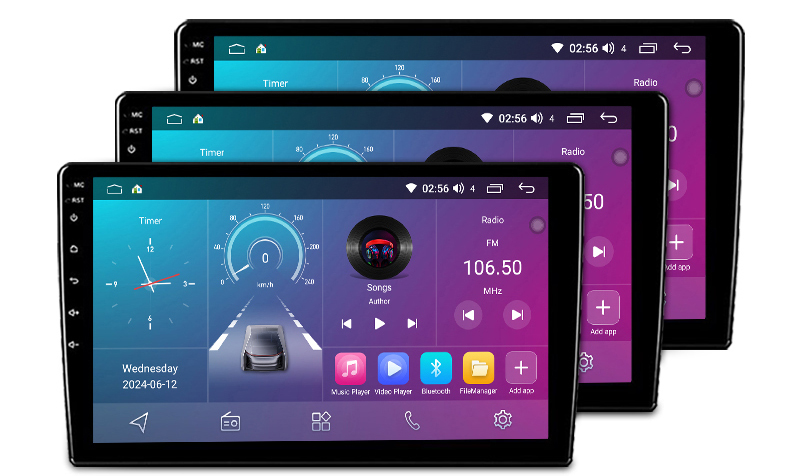 MC
RST
02:56 4
Timer
80 120 160
Radio
MC
RST
02:56 4
Timer
80 120 160
Radio
0
Add app
MC
RST
02:56 4
Timer
12
9 3
6
120
80 160
40 200
0
0 240
km/h
Songs
Author
Radio
FM
106.50
MHz
50
Add app
Wednesday
2024-06-12
Music Player Video Player Bluetooth FileManager Add app